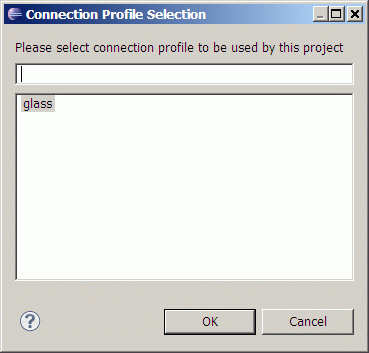 Connection Profile Selection
Please select connection profile to be used by this project
glass
?
OK
Cancel